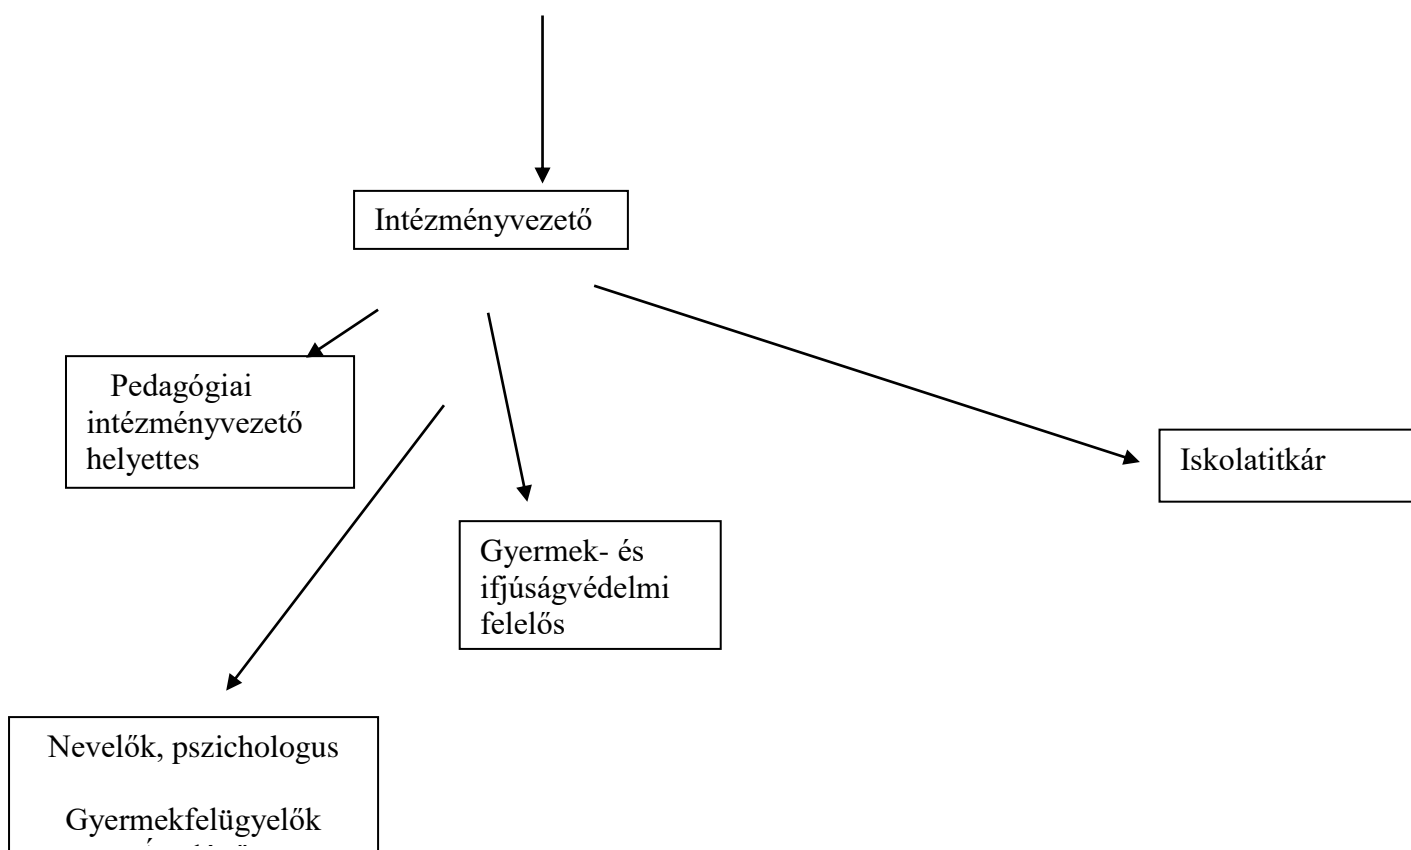 Intézményvezető
Pedagógiai
intézményvezető
helyettes
Iskolatitkár
Gyermek- és
ifjúságvédelmi
felelős
Nevelők, pszichologus
Gyermekfelügyelők